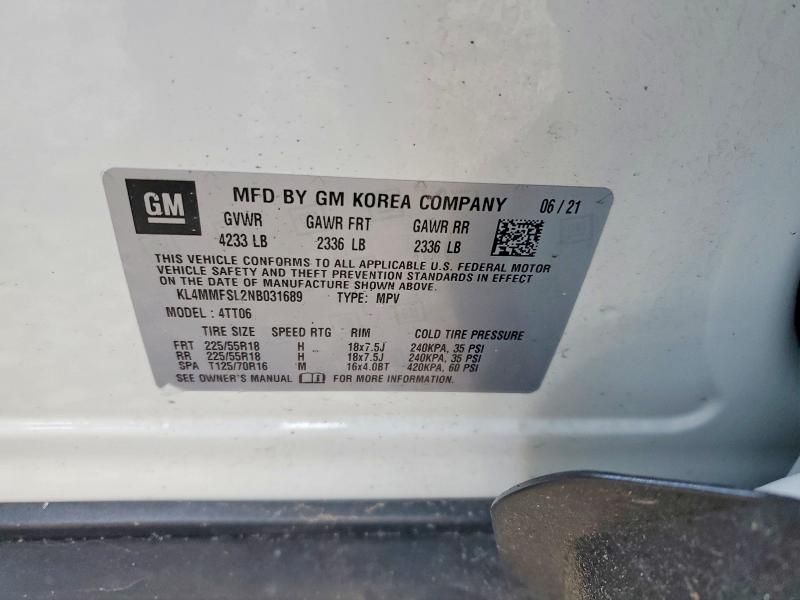 GM MFD BY GM KOREA COMPANY 06 / 21
GVWR GAWR FRT GAWR RR
4233 LB 2336 LB 2336 LB
THIS VEHICLE CONFORMS TO ALL APPLICABLE U.S. FEDERAL MOTOR
VEHICLE SAFETY AND THEFT PREVENTION STANDARDS IN EFFECT
ON THE DATE OF MANUFACTURE SHOWN ABOVE.
KL4MMFSL2NB031689 TYPE: MPV
MODEL : 4TT06
TIRE SIZE SPEED RTG RIM COLD TIRE PRESSURE
FRT 225/55R18 H 18x7.5J 240KPA, 35 PSI
RR 225/55R18 H 18x7.5J 240KPA, 35 PSI
SPA T125/70R16 M 16x4.0BT 420KPA, 60 PSI
SEE OWNER'S MANUAL FOR MORE INFORMATION.